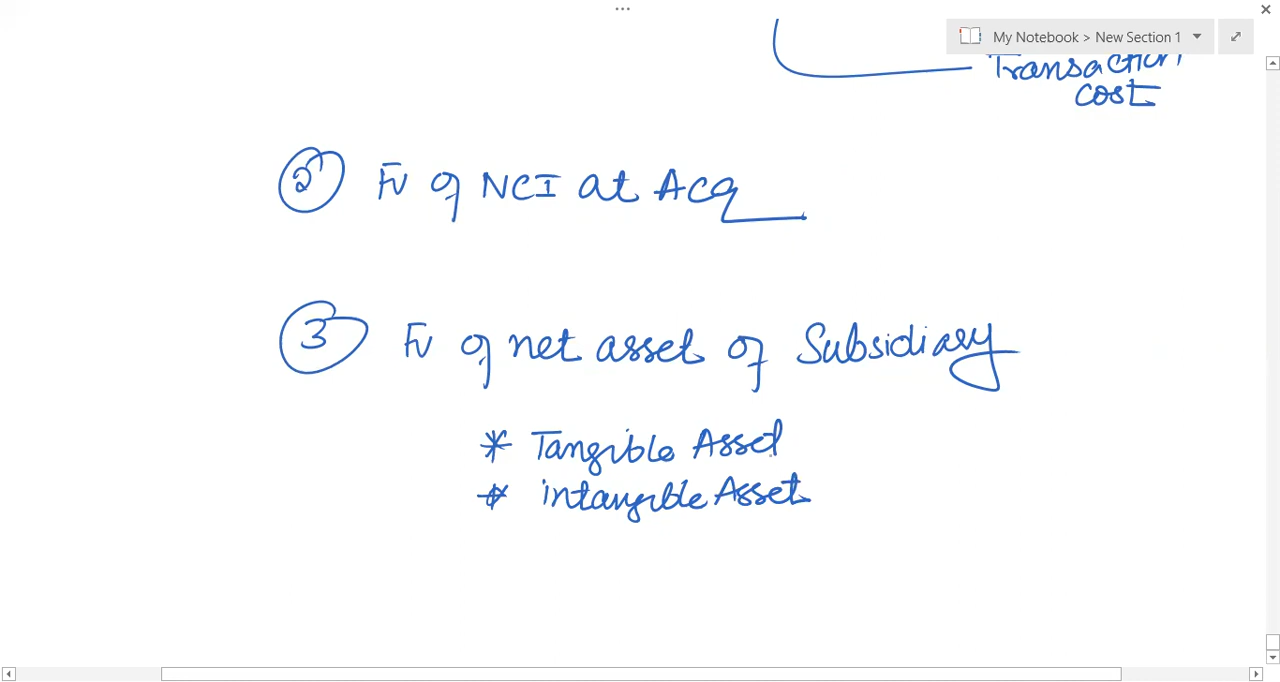 ...
My Notebook > New Section 1
Transaction
cost
2 FV of NCI at Acq
3 FV of net asset of Subsidiary
* Tangible Asset
* intangible Asset